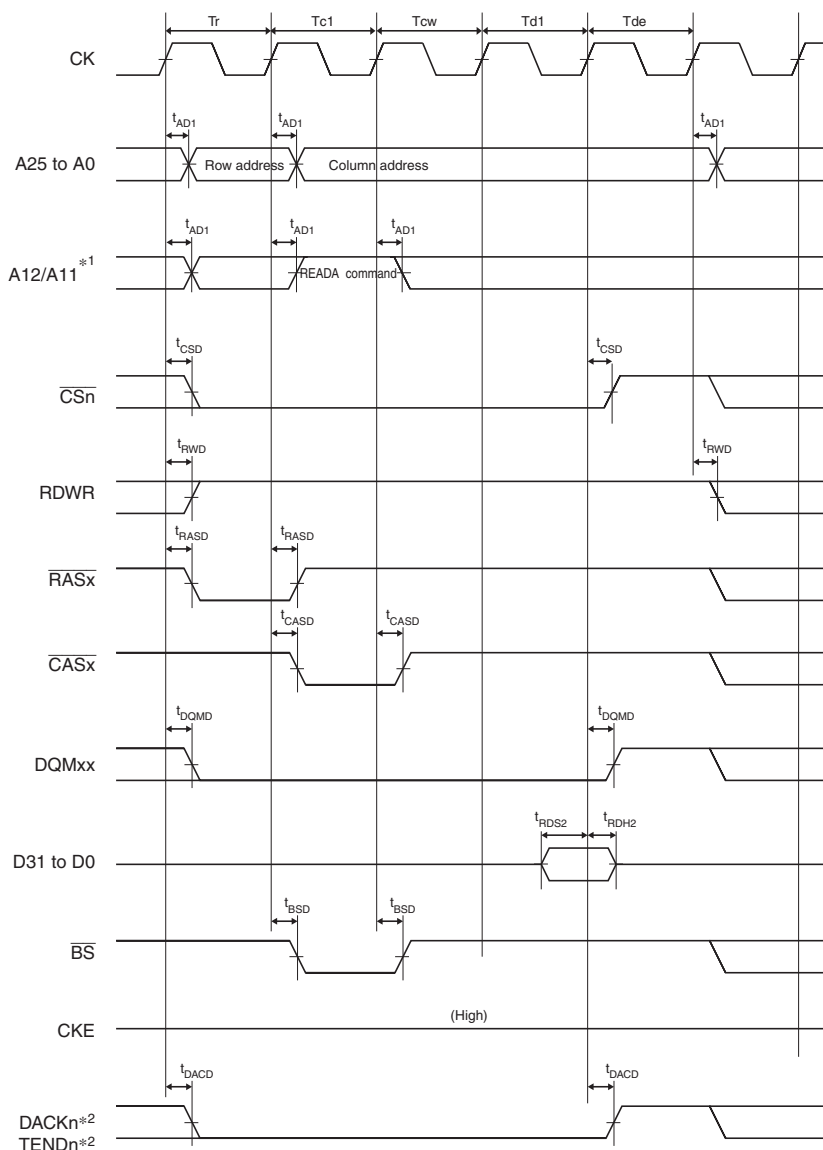 Tr Tc1 Tcw Td1 Tde
CK
tAD1 tAD1 tAD1
A25 to A0 Row address Column address
tAD1 tAD1 tAD1
A12/A11*1 READA command
tCSD tCSD
CSn
tRWD tRWD
RDWR
tRASD tRASD
RASx
tCASD tCASD
CASx
tDQMD tDQMD
DQMxx
tRDS2 tRDH2
D31 to D0
tBSD tBSD
BS
(High)
CKE
tDACD tDACD
DACKn*2
TENDn*2